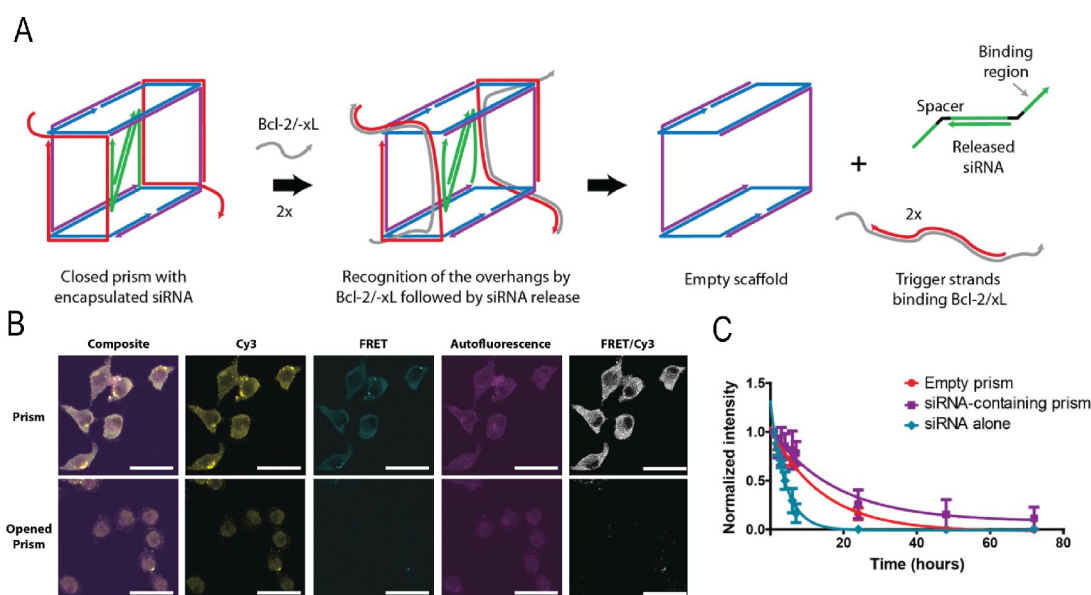 A
Bcl-2/-xL
2x
Closed prism with
encapsulated siRNA
Recognition of the overhangs by
Bcl-2/-xL followed by siRNA release
Empty scaffold
+
Binding
region
Spacer
Released
siRNA
2x
Trigger strands
binding Bcl-2/xL
B
Composite Cy3 FRET Autofluorescence FRET/Cy3
Prism
Opened
Prism
C
Normalized intensity
1.5
1.0
0.5
0.0
0 20 40 60 80
Time (hours)
Empty prism
siRNA-containing prism
siRNA alone